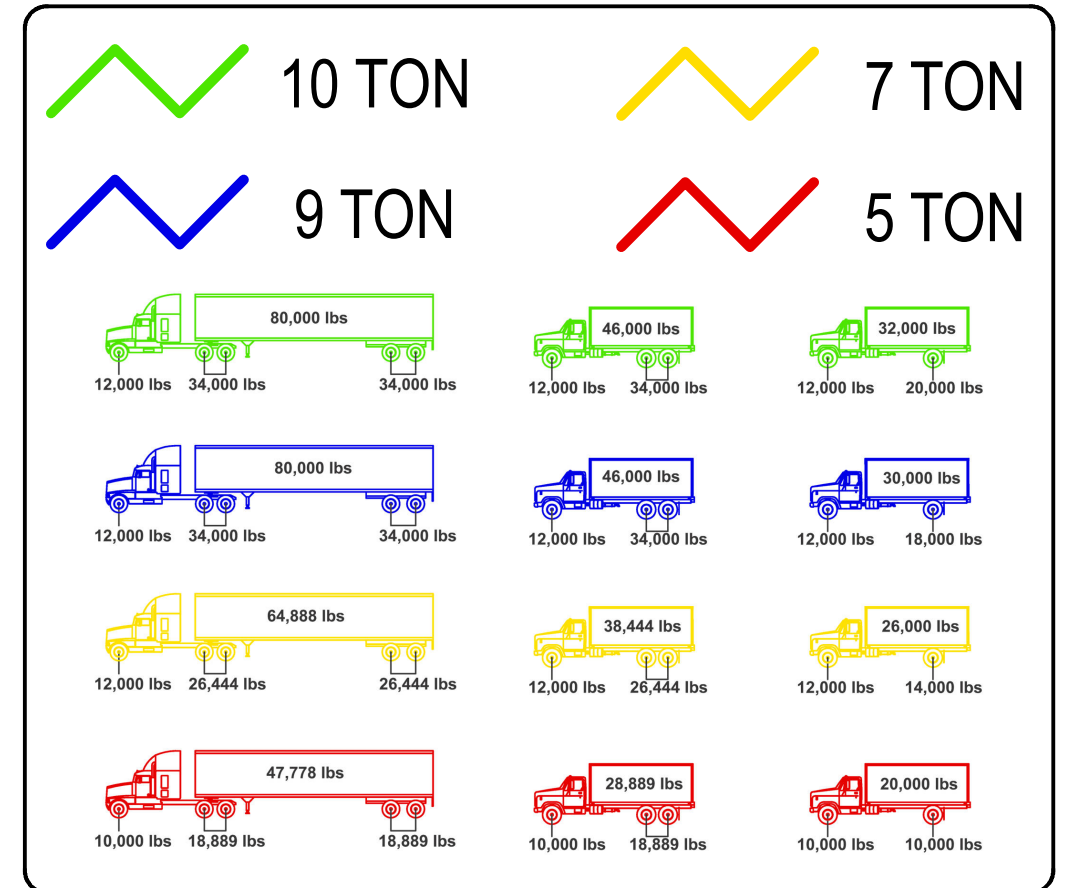 10 TON
7 TON
9 TON
5 TON
80,000 lbs
46,000 lbs
32,000 lbs
12,000 lbs 34,000 lbs 34,000 lbs
12,000 lbs 34,000 lbs
12,000 lbs 20,000 lbs
80,000 lbs
46,000 lbs
30,000 lbs
12,000 lbs 34,000 lbs 34,000 lbs
12,000 lbs 34,000 lbs
12,000 lbs 18,000 lbs
64,888 lbs
38,444 lbs
26,000 lbs
12,000 lbs 26,444 lbs 26,444 lbs
12,000 lbs 26,444 lbs
12,000 lbs 14,000 lbs
47,778 lbs
28,889 lbs
20,000 lbs
10,000 lbs 18,889 lbs 18,889 lbs
10,000 lbs 18,889 lbs
10,000 lbs 10,000 lbs